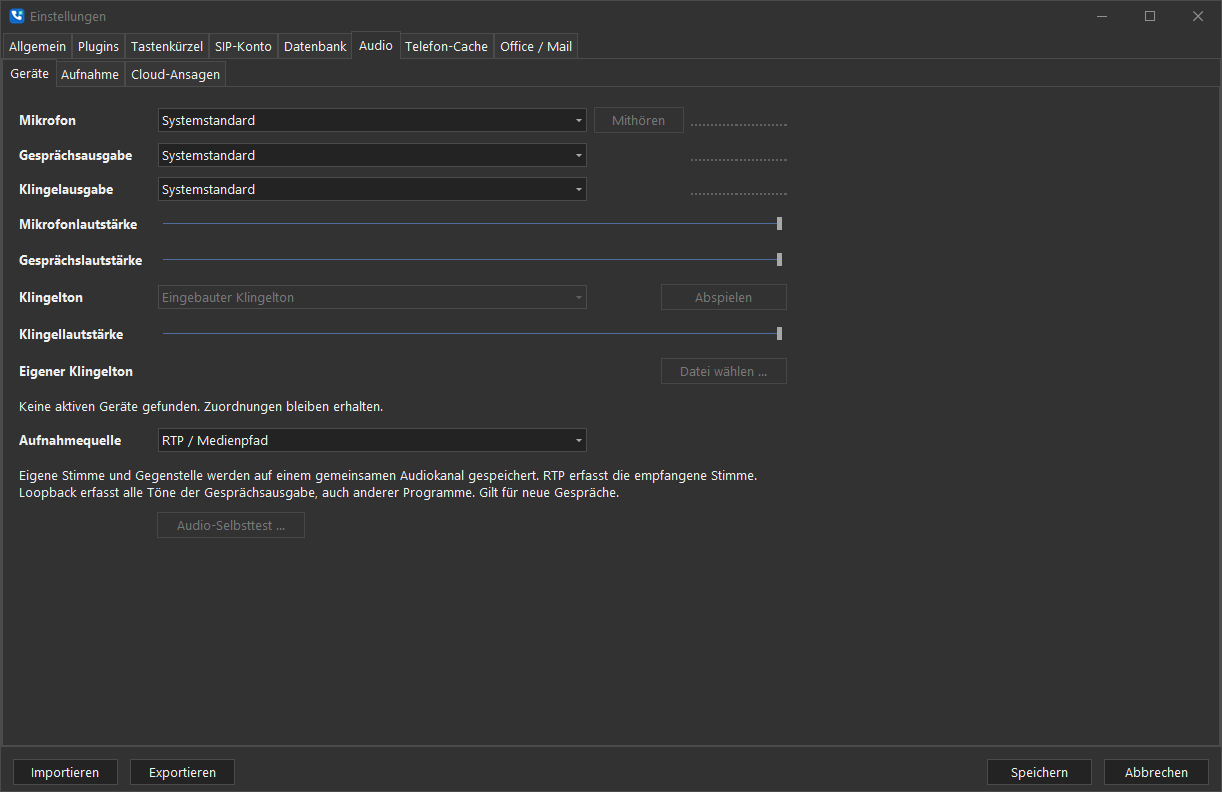 Einstellungen
Allgemein Plugins Tastenkürzel SIP-Konto Datenbank Audio Telefon-Cache Office / Mail
Geräte Aufnahme Cloud-Ansagen
Mikrofon Systemstandard Mithören
Gesprächsausgabe Systemstandard
Klingelausgabe Systemstandard
Mikrofonlautstärke
Gesprächslautstärke
Klingelton Eingebauter Klingelton Abspielen
Klingellautstärke
Eigener Klingelton Datei wählen ...
Keine aktiven Geräte gefunden. Zuordnungen bleiben erhalten.
Aufnahmequelle RTP / Medienpfad
Eigene Stimme und Gegenstelle werden auf einem gemeinsamen Audiokanal gespeichert. RTP erfasst die empfangene Stimme.
Loopback erfasst alle Töne der Gesprächsausgabe, auch anderer Programme. Gilt für neue Gespräche.
Audio-Selbsttest ...
Importieren Exportieren Speichern Abbrechen